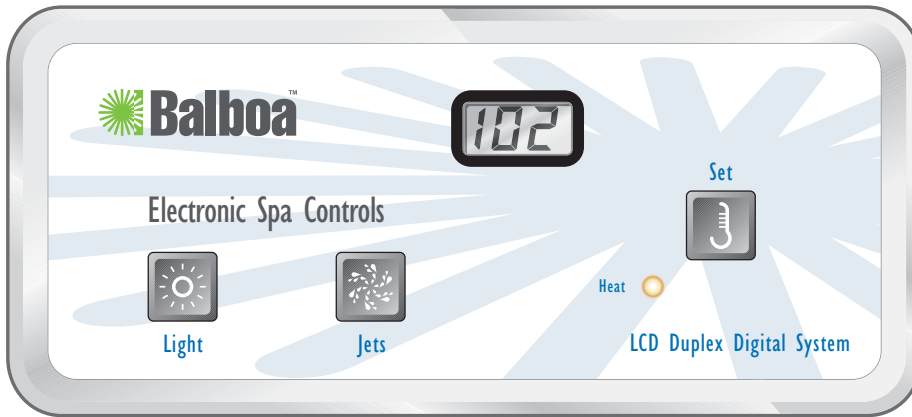 Balboa™
102
Set
Electronic Spa Controls
Heat
Light
Jets
LCD Duplex Digital System